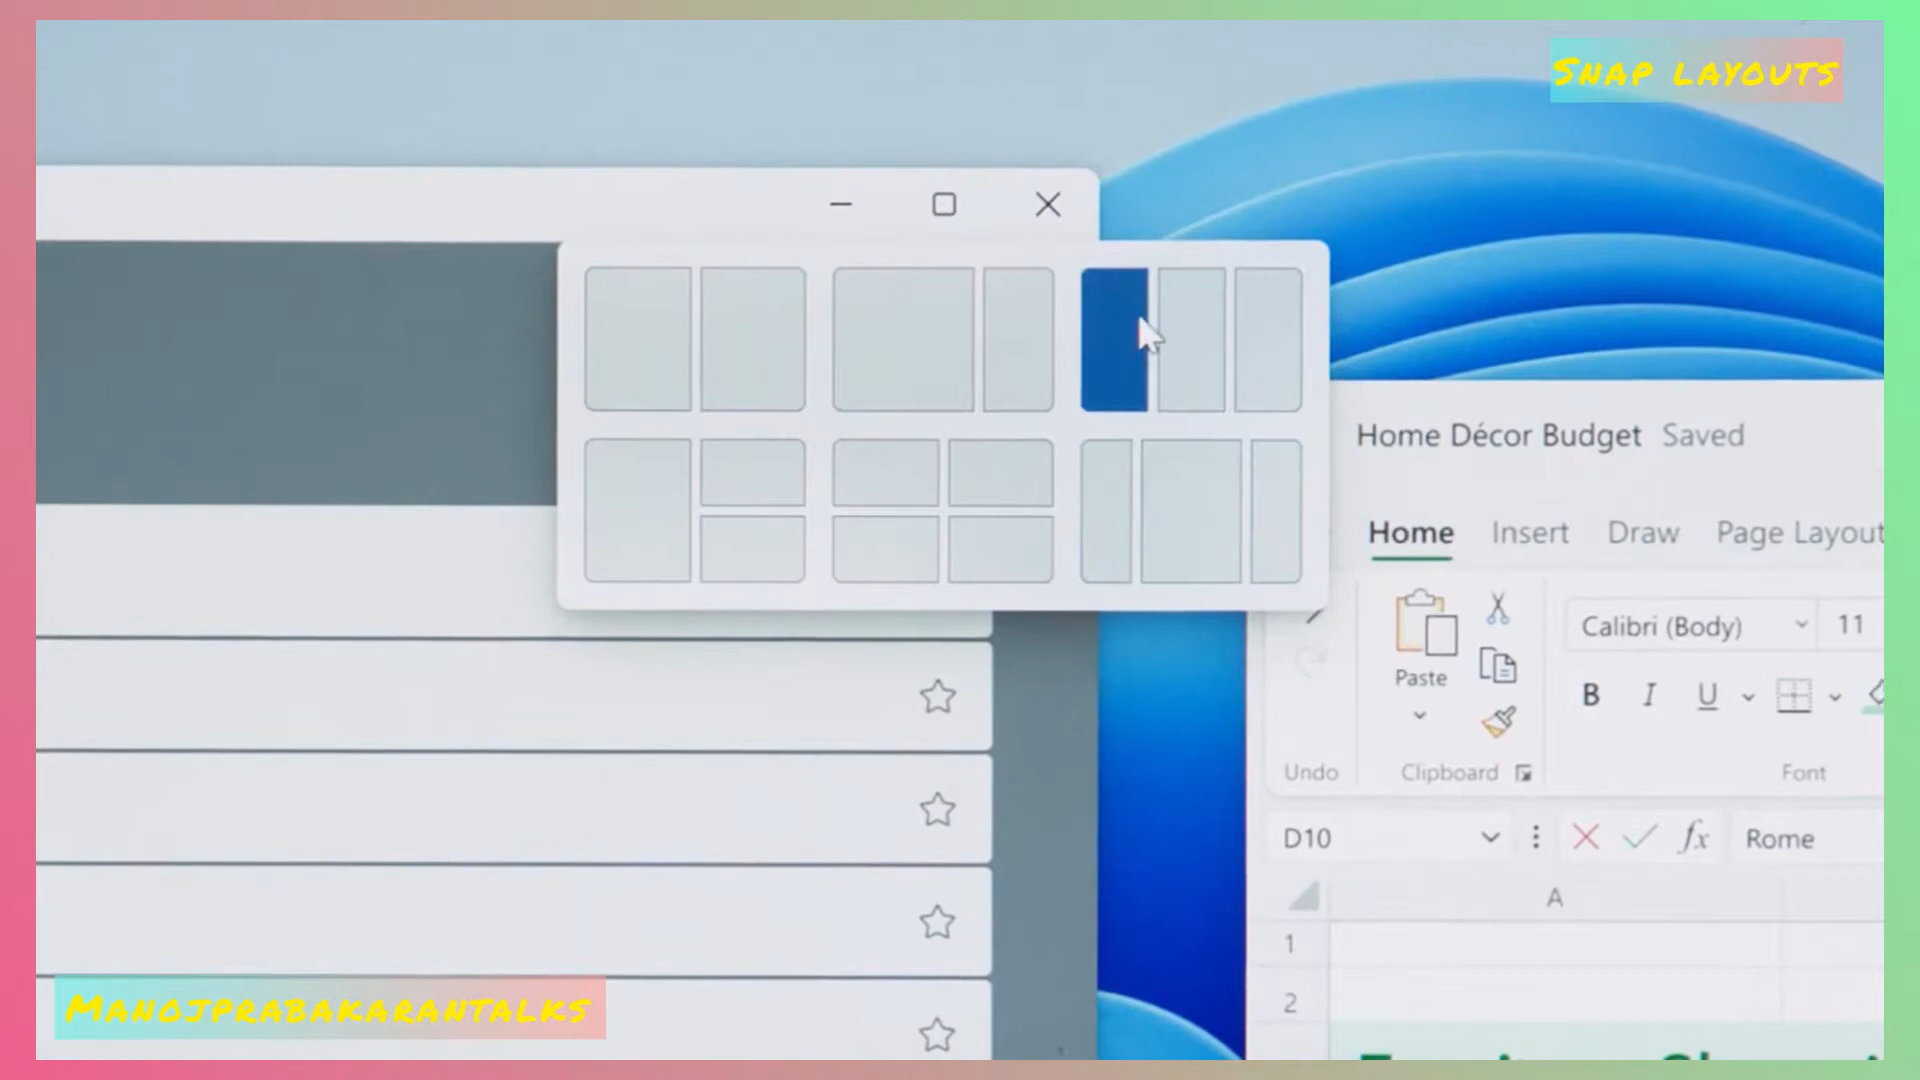 Snap layouts
Home Décor Budget Saved
Home Insert Draw Page Layout
Calibri (Body) 11
Paste
B I U
Undo Clipboard Font
D10 fx Rome
A
1
2
Manojprabakarantalks